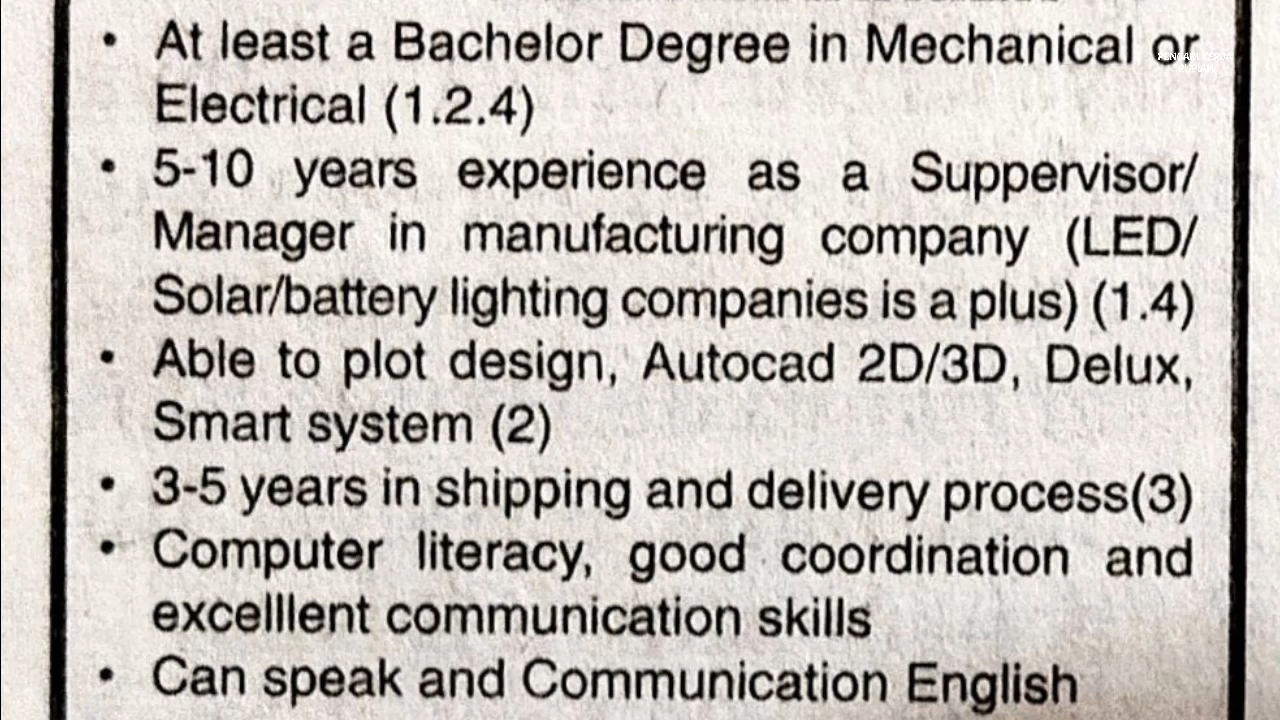 • At least a Bachelor Degree in Mechanical or
Electrical (1.2.4)
• 5-10 years experience as a Suppervisor/
Manager in manufacturing company (LED/
Solar/battery lighting companies is a plus) (1.4)
• Able to plot design, Autocad 2D/3D, Delux,
Smart system (2)
• 3-5 years in shipping and delivery process(3)
• Computer literacy, good coordination and
excelllent communication skills
• Can speak and Communication English